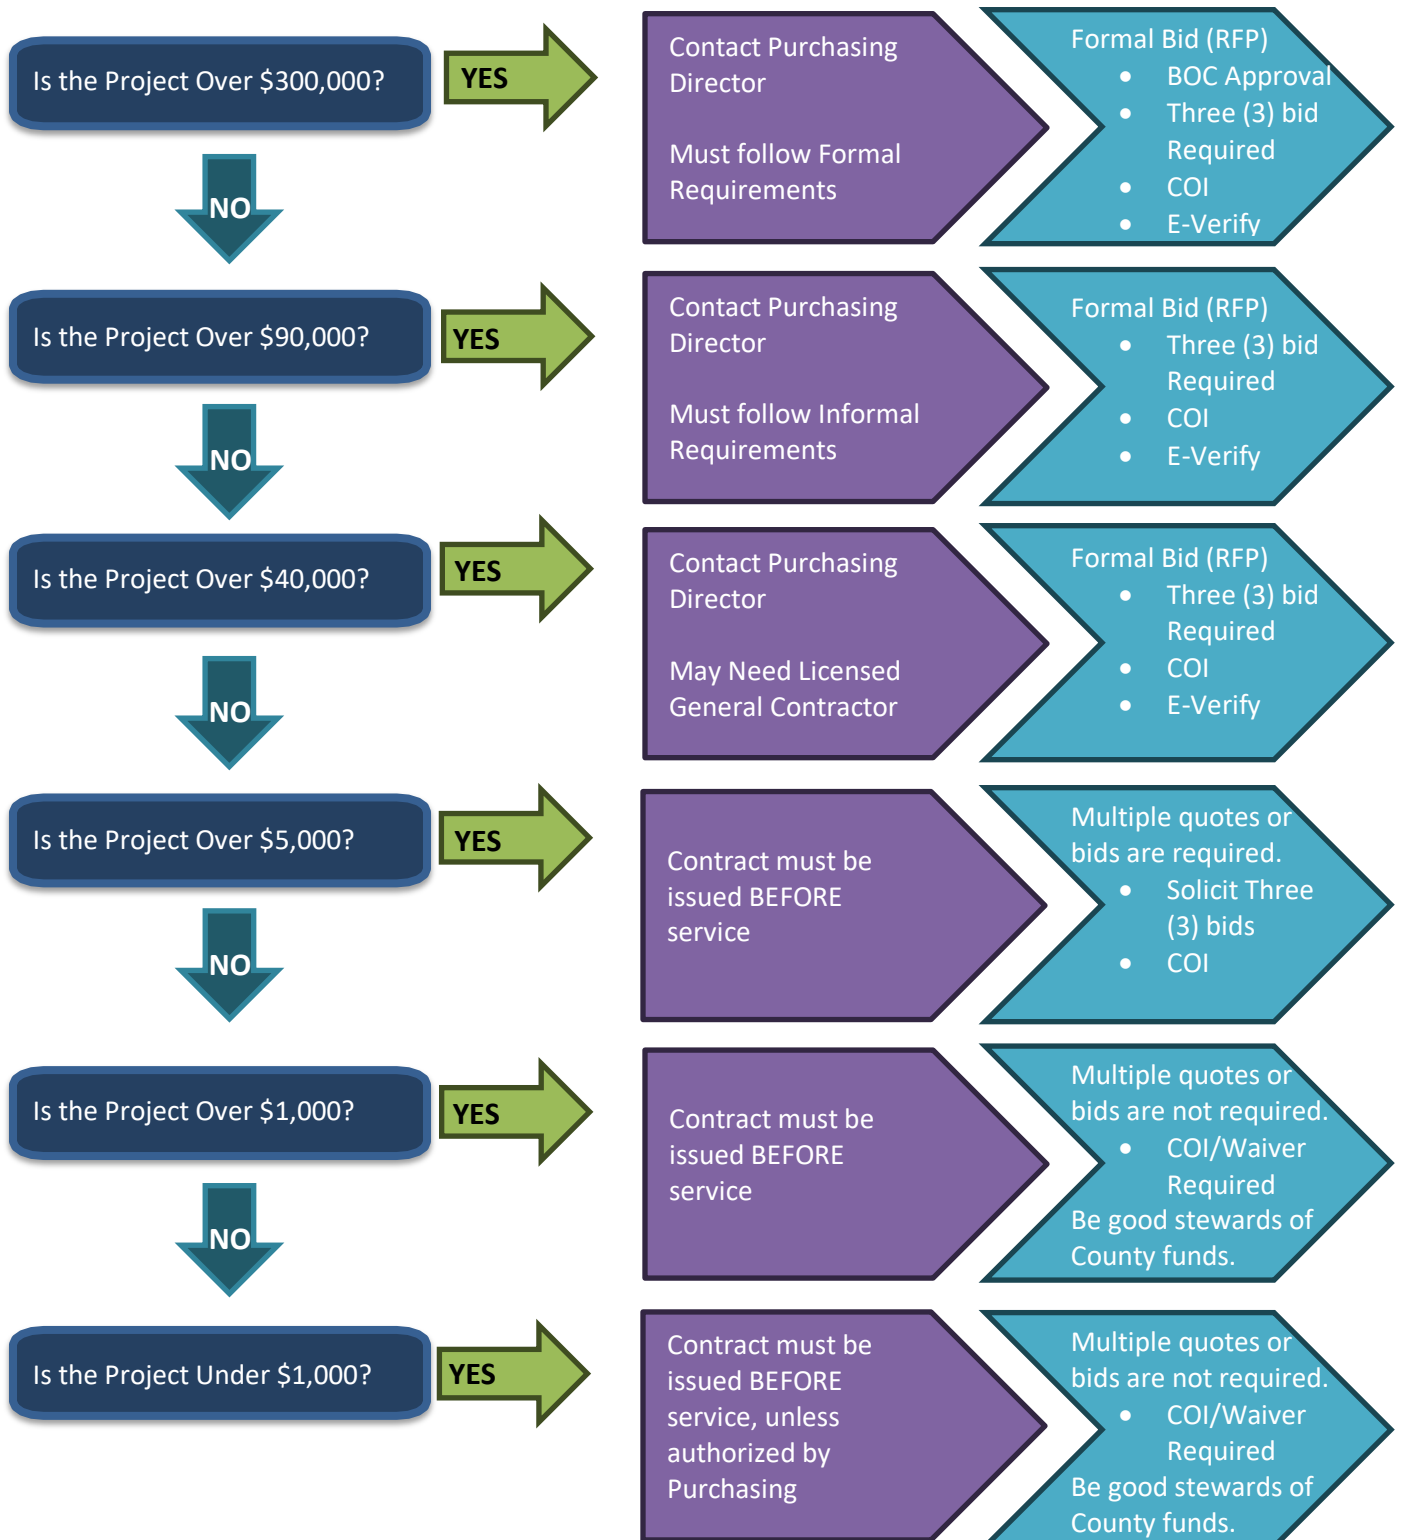 Is the Project Over $300,000?
YES
Contact Purchasing
Director
Must follow Formal
Requirements
Formal Bid (RFP)
• BOC Approval
• Three (3) bid
Required
• COI
• E-Verify
NO
Is the Project Over $90,000?
YES
Contact Purchasing
Director
Must follow Informal
Requirements
Formal Bid (RFP)
• Three (3) bid
Required
• COI
• E-Verify
NO
Is the Project Over $40,000?
YES
Contact Purchasing
Director
May Need Licensed
General Contractor
Formal Bid (RFP)
• Three (3) bid
Required
• COI
• E-Verify
NO
Is the Project Over $5,000?
YES
Contract must be
issued BEFORE
service
Multiple quotes or
bids are required.
• Solicit Three
(3) bids
• COI
NO
Is the Project Over $1,000?
YES
Contract must be
issued BEFORE
service
Multiple quotes or
bids are not required.
• COI/Waiver
Required
Be good stewards of
County funds.
NO
Is the Project Under $1,000?
YES
Contract must be
issued BEFORE
service, unless
authorized by
Purchasing
Multiple quotes or
bids are not required.
• COI/Waiver
Required
Be good stewards of
County funds.